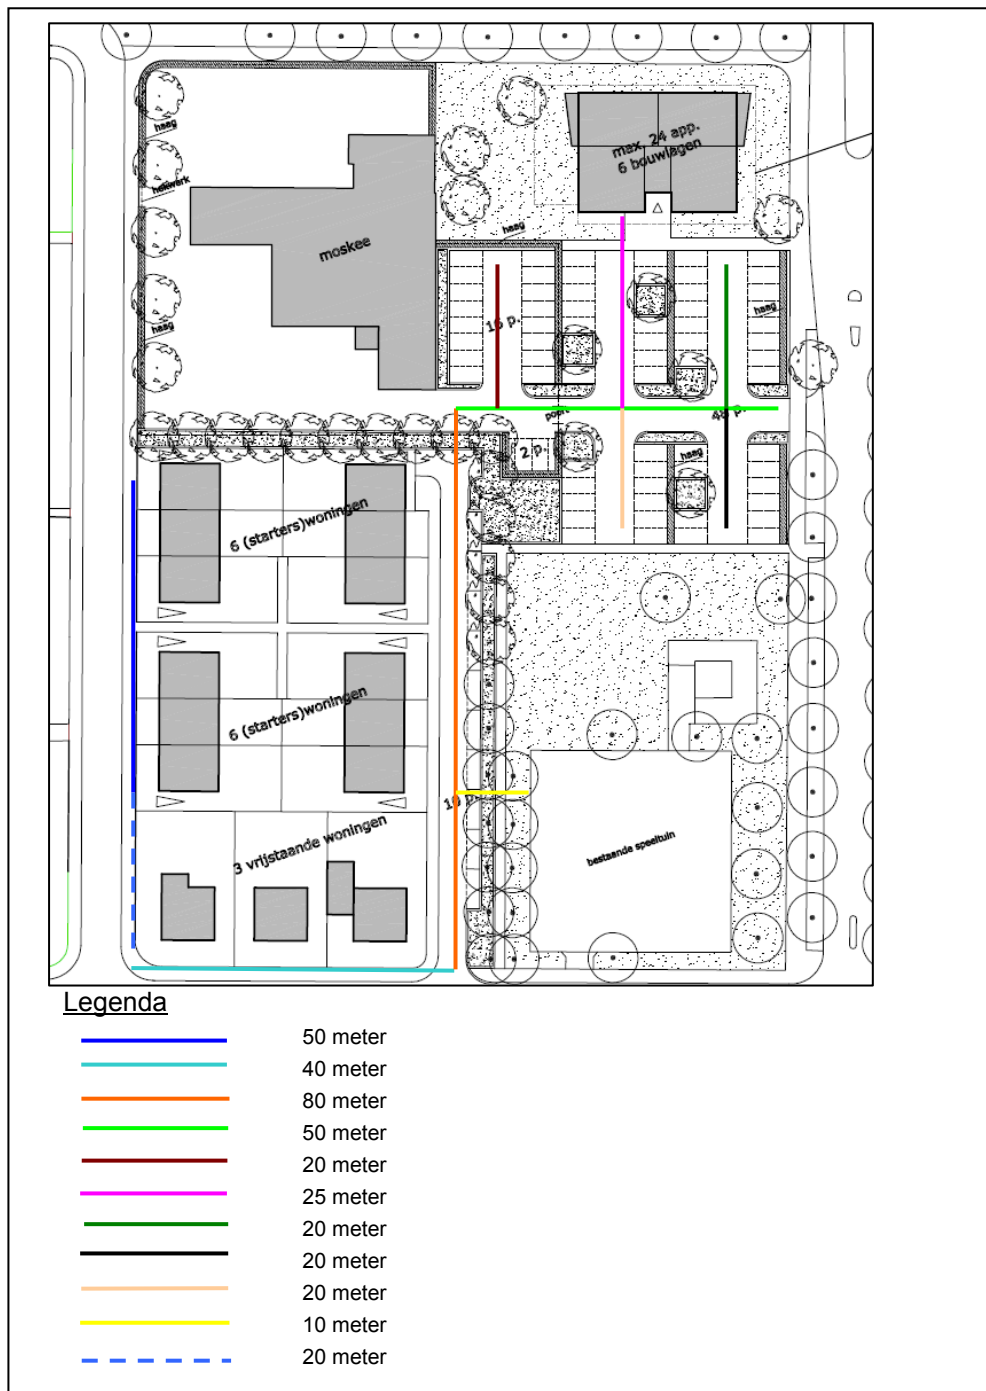 max. 24 app.
6 bouwlagen
haag
hekwerk
haag
moskee
haag
16 p.
haag
poort
48 p.
2 p.
haag
6 (starters)woningen
6 (starters)woningen
10 p.
3 vrijstaande woningen
bestaande speeltuin
Legenda
50 meter
40 meter
80 meter
50 meter
20 meter
25 meter
20 meter
20 meter
20 meter
10 meter
20 meter